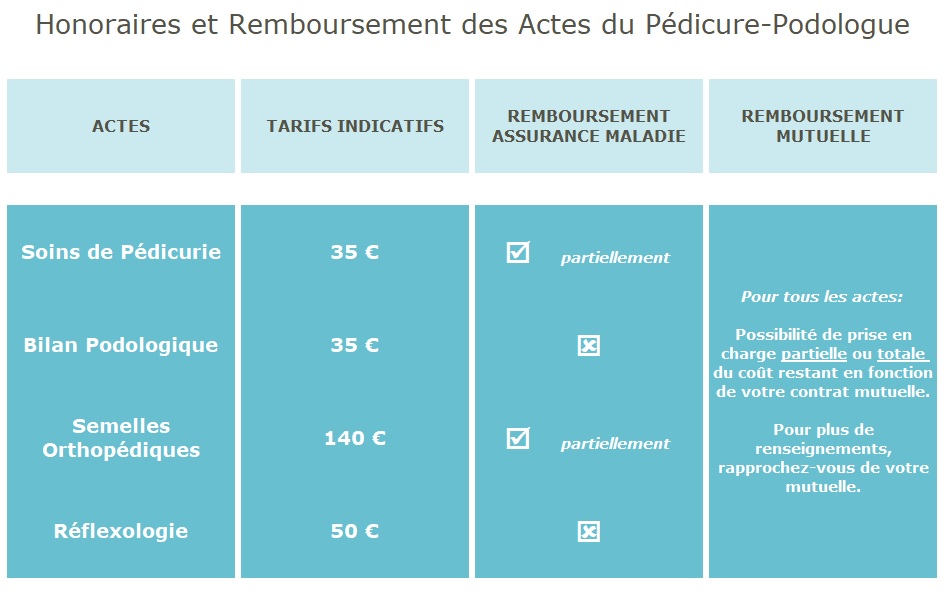 Honoraires et Remboursement des Actes du Pédicure-Podologue
ACTES
TARIFS INDICATIFS
REMBOURSEMENT
ASSURANCE MALADIE
REMBOURSEMENT
MUTUELLE
Soins de Pédicurie
35 €
partiellement
Bilan Podologique
35 €
Semelles
Orthopédiques
140 €
partiellement
Réflexologie
50 €
Pour tous les actes:
Possibilité de prise en
charge partielle ou totale
du coût restant en fonction
de votre contrat mutuelle.
Pour plus de
renseignements,
rapprochez-vous de votre
mutuelle.